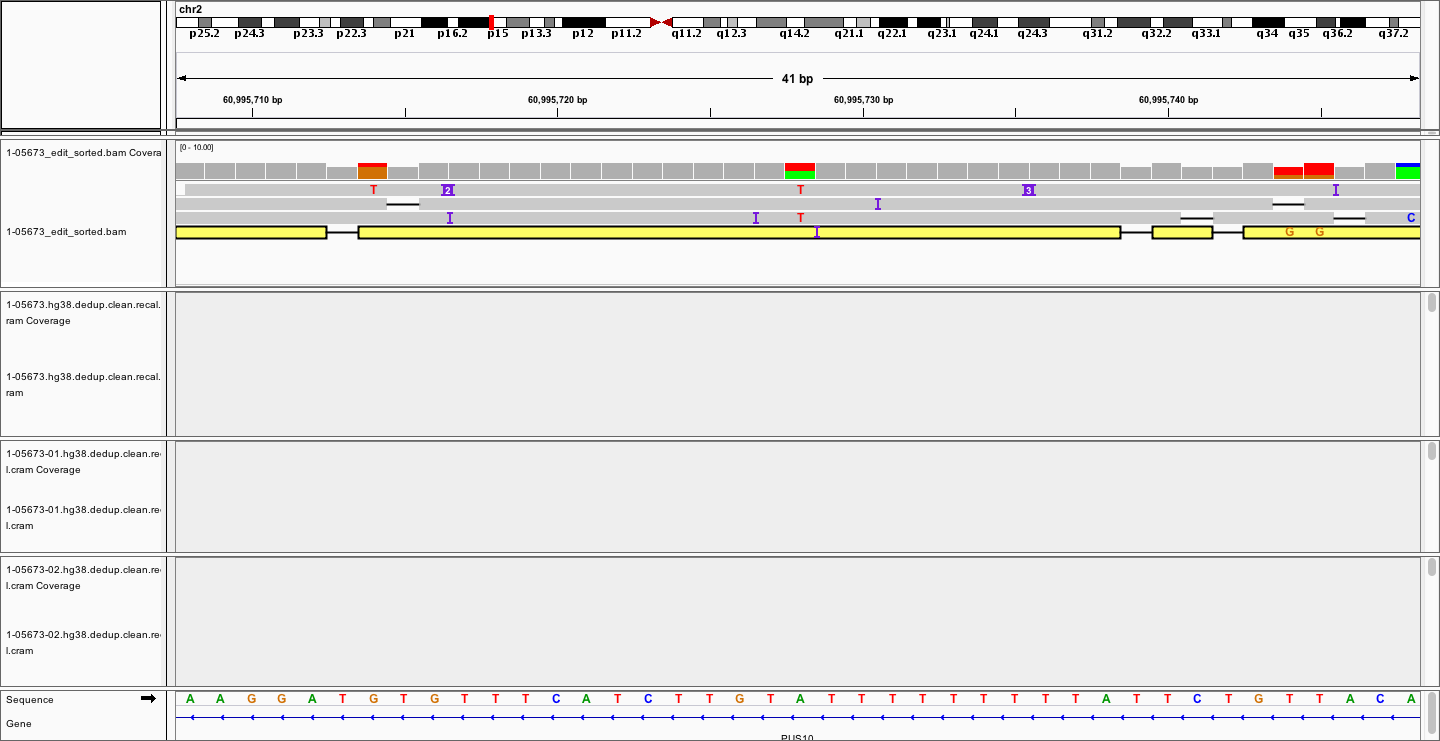 chr2
p25.2 p24.3 p23.3 p22.3 p21 p16.2 p15 p13.3 p12 p11.2 q11.2 q12.3 q14.2 q21.1 q22.1 q23.1 q24.1 q24.3 q31.2 q32.2 q33.1 q34 q35 q36.2 q37.2
41 bp
60,995,710 bp 60,995,720 bp 60,995,730 bp 60,995,740 bp
1-05673_edit_sorted.bam Covera
[0 - 10.00]
T 2 T 3
T C
1-05673_edit_sorted.bam
G G
1-05673.hg38.dedup.clean.recal.
ram Coverage
1-05673.hg38.dedup.clean.recal.
ram
1-05673-01.hg38.dedup.clean.re
l.cram Coverage
1-05673-01.hg38.dedup.clean.re
l.cram
1-05673-02.hg38.dedup.clean.re
l.cram Coverage
1-05673-02.hg38.dedup.clean.re
l.cram
Sequence A A G G A T G T G T T T C A T C T T G T A T T T T T T T T T A T T C T G T T A C A
Gene
PUS10